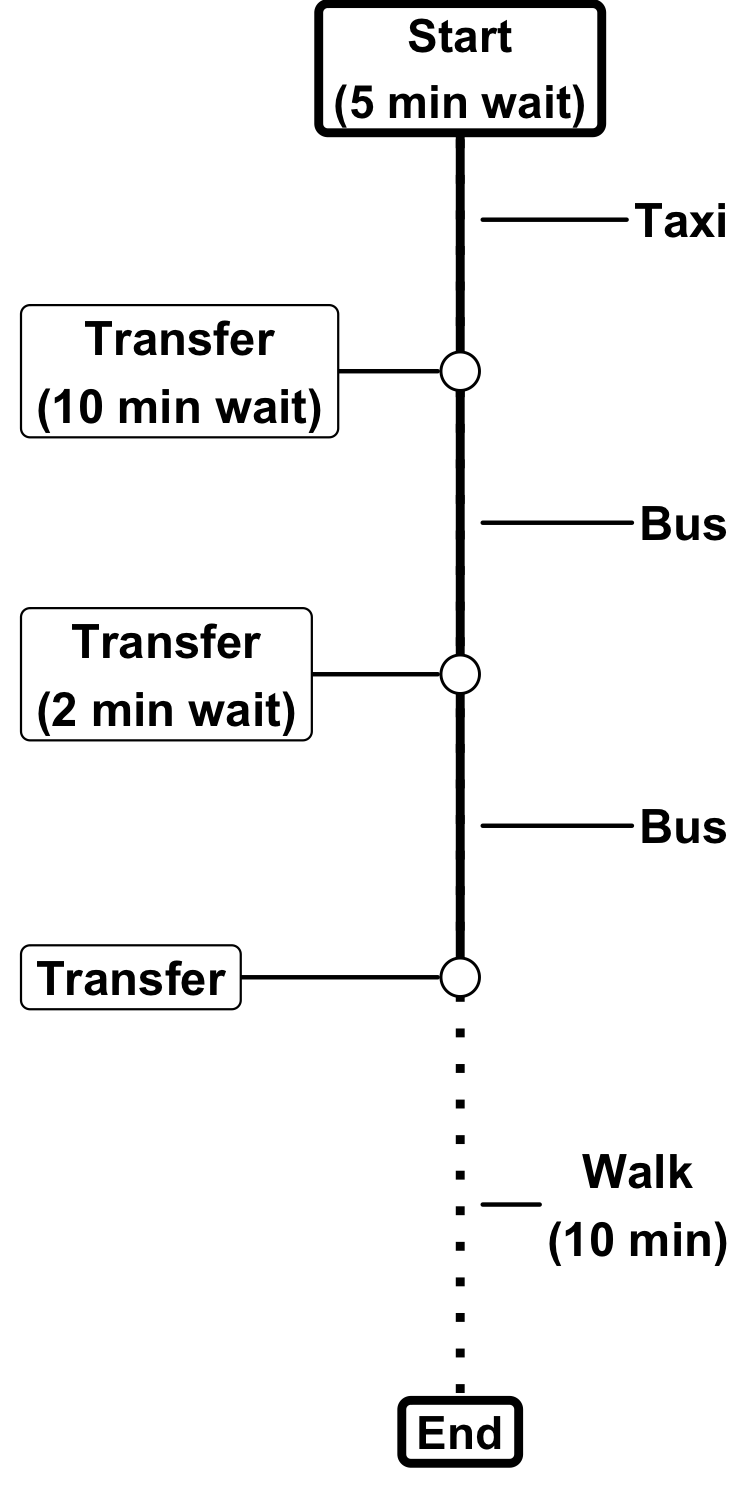 Start
(5 min wait)
Taxi
Transfer
(10 min wait)
Bus
Transfer
(2 min wait)
Bus
Transfer
Walk
(10 min)
End